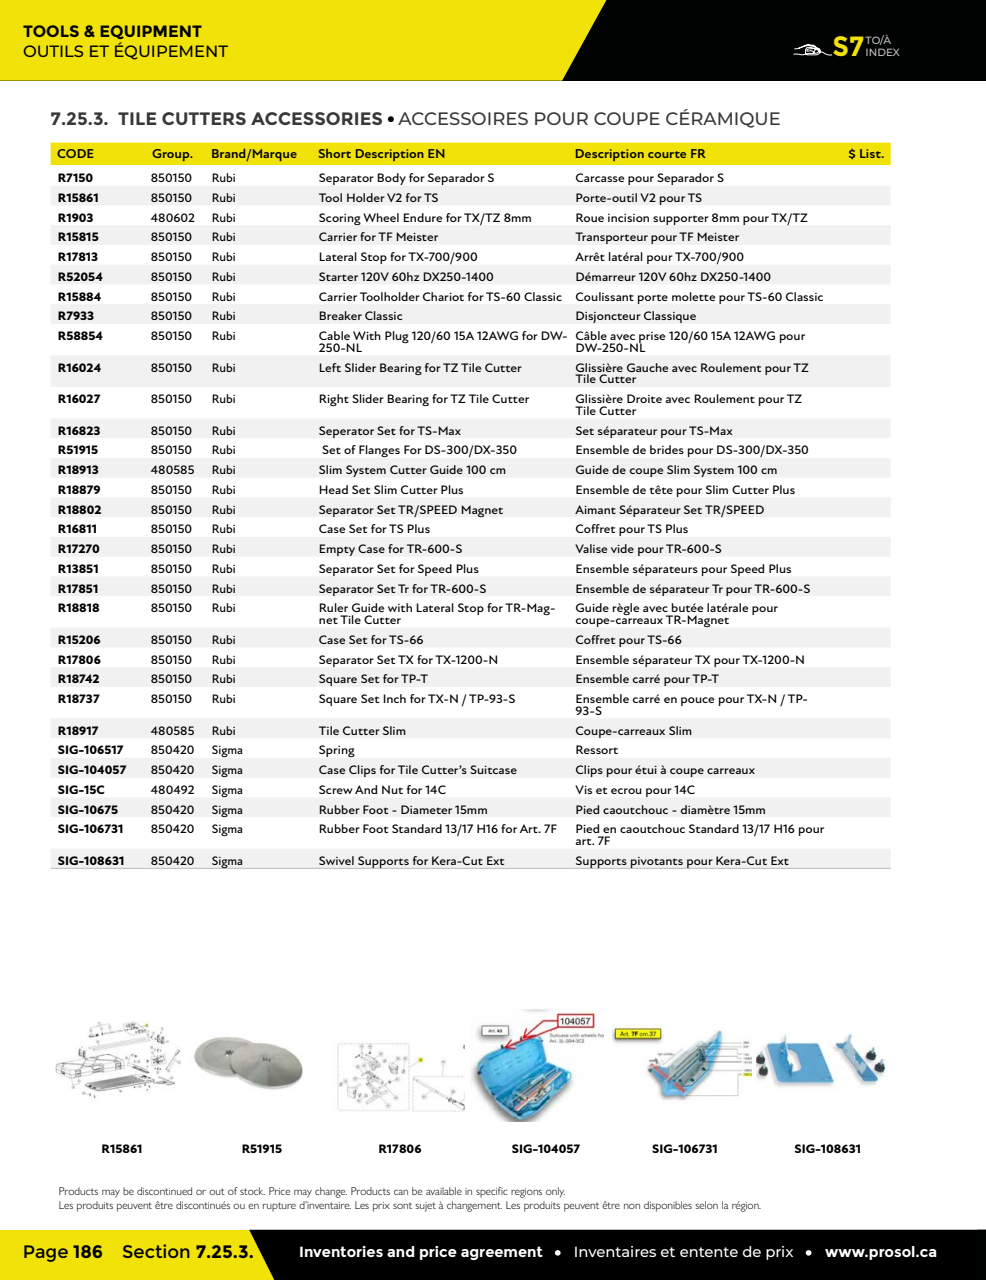 TOOLS & EQUIPMENT
OUTILS ET ÉQUIPEMENT
S7 TO/À INDEX
7.25.3. TILE CUTTERS ACCESSORIES • ACCESSOIRES POUR COUPE CÉRAMIQUE
CODE Group. Brand/Marque Short Description EN Description courte FR $ List.
R7150 850150 Rubi Separator Body for Separador S Carcasse pour Separador S
R15861 850150 Rubi Tool Holder V2 for TS Porte-outil V2 pour TS
R1903 480602 Rubi Scoring Wheel Endure for TX/TZ 8mm Roue incision supporter 8mm pour TX/TZ
R15815 850150 Rubi Carrier for TF Meister Transporteur pour TF Meister
R17813 850150 Rubi Lateral Stop for TX-700/900 Arrêt latéral pour TX-700/900
R52054 850150 Rubi Starter 120V 60hz DX250-1400 Démarreur 120V 60hz DX250-1400
R15884 850150 Rubi Carrier Toolholder Chariot for TS-60 Classic Coulissant porte molette pour TS-60 Classic
R7933 850150 Rubi Breaker Classic Disjoncteur Classique
R58854 850150 Rubi Cable With Plug 120/60 15A 12AWG for DW- Câble avec prise 120/60 15A 12AWG pour
250-NL DW-250-NL
R16024 850150 Rubi Left Slider Bearing for TZ Tile Cutter Glissière Gauche avec Roulement pour TZ
Tile Cutter
R16027 850150 Rubi Right Slider Bearing for TZ Tile Cutter Glissière Droite avec Roulement pour TZ
Tile Cutter
R16823 850150 Rubi Seperator Set for TS-Max Set séparateur pour TS-Max
R51915 850150 Rubi Set of Flanges For DS-300/DX-350 Ensemble de brides pour DS-300/DX-350
R18913 480585 Rubi Slim System Cutter Guide 100 cm Guide de coupe Slim System 100 cm
R18879 850150 Rubi Head Set Slim Cutter Plus Ensemble de tête pour Slim Cutter Plus
R18802 850150 Rubi Separator Set TR/SPEED Magnet Aimant Séparateur Set TR/SPEED
R16811 850150 Rubi Case Set for TS Plus Coffret pour TS Plus
R17270 850150 Rubi Empty Case for TR-600-S Valise vide pour TR-600-S
R13851 850150 Rubi Separator Set for Speed Plus Ensemble séparateurs pour Speed Plus
R17851 850150 Rubi Separator Set Tr for TR-600-S Ensemble de séparateur Tr pour TR-600-S
R18818 850150 Rubi Ruler Guide with Lateral Stop for TR-Mag- Guide règle avec butée latérale pour
net Tile Cutter coupe-carreaux TR-Magnet
R15206 850150 Rubi Case Set for TS-66 Coffret pour TS-66
R17806 850150 Rubi Separator Set TX for TX-1200-N Ensemble séparateur TX pour TX-1200-N
R18742 850150 Rubi Square Set for TP-T Ensemble carré pour TP-T
R18737 850150 Rubi Square Set Inch for TX-N / TP-93-S Ensemble carré en pouce pour TX-N / TP-
93-S
R18917 480585 Rubi Tile Cutter Slim Coupe-carreaux Slim
SIG-106517 850420 Sigma Spring Ressort
SIG-104057 850420 Sigma Case Clips for Tile Cutter's Suitcase Clips pour étui à coupe carreaux
SIG-15C 480492 Sigma Screw And Nut for 14C Vis et ecrou pour 14C
SIG-10675 850420 Sigma Rubber Foot - Diameter 15mm Pied caoutchouc - diamètre 15mm
SIG-106731 850420 Sigma Rubber Foot Standard 13/17 H16 for Art. 7F Pied en caoutchouc Standard 13/17 H16 pour
art. 7F
SIG-108631 850420 Sigma Swivel Supports for Kera-Cut Ext Supports pivotants pour Kera-Cut Ext
104057
Art. 7F cm.37
Suitcase with wheels for
R15861 R51915 R17806 SIG-104057 SIG-106731 SIG-108631
Products may be discontinued or out of stock. Price may change. Products can be available in specific regions only.
Les produits peuvent être discontinués ou en rupture d'inventaire. Les prix sont sujet à changement. Les produits peuvent être non disponibles selon la région.
Page 186 Section 7.25.3. Inventories and price agreement • Inventaires et entente de prix • www.prosol.ca